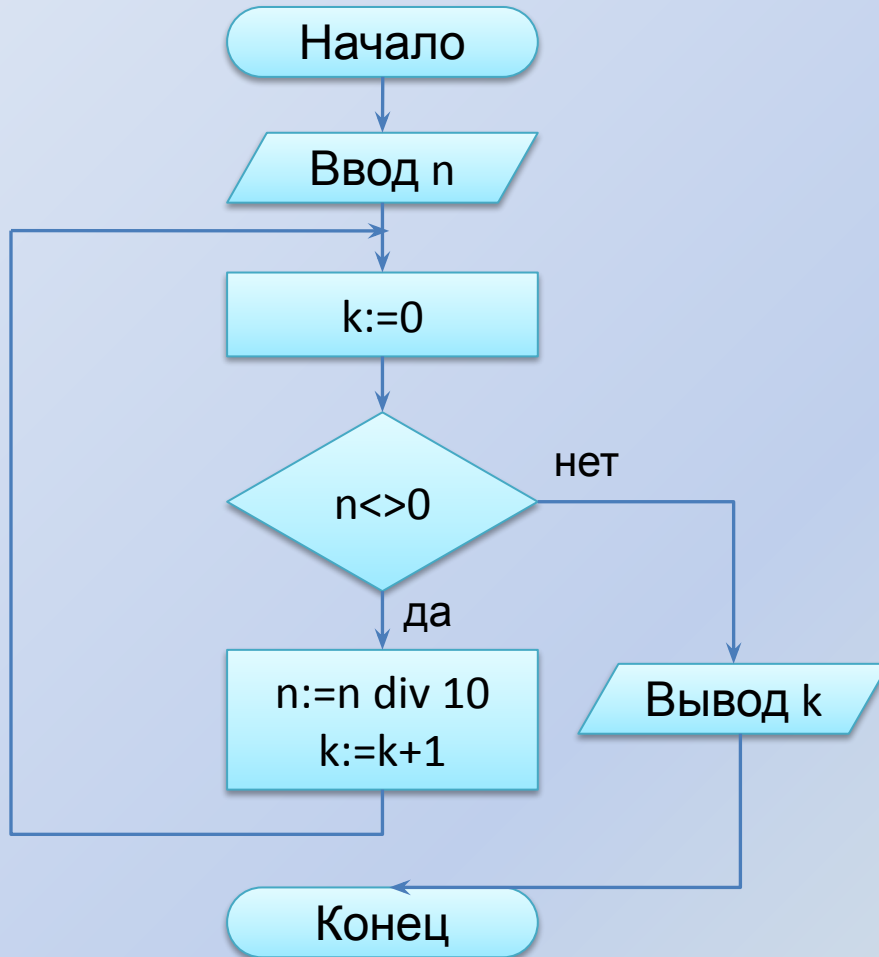 Начало
Ввод n
k:=0
n<>0
нет
да
n:=n div 10
k:=k+1
Вывод k
Конец